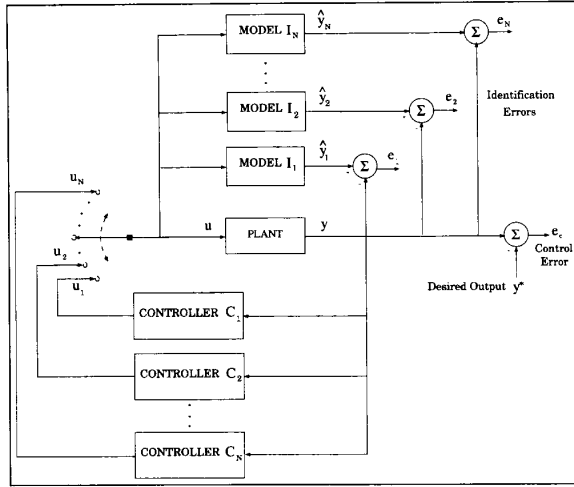 MODEL I_N ŷ_N Σ e_N
MODEL I_2 ŷ_2 Σ e_2
Identification
Errors
MODEL I_1 ŷ_1 Σ e
u_N
u PLANT y Σ e_c
Control
Error
u_2
u_1
Desired Output y*
CONTROLLER C_1
CONTROLLER C_2
CONTROLLER C_N